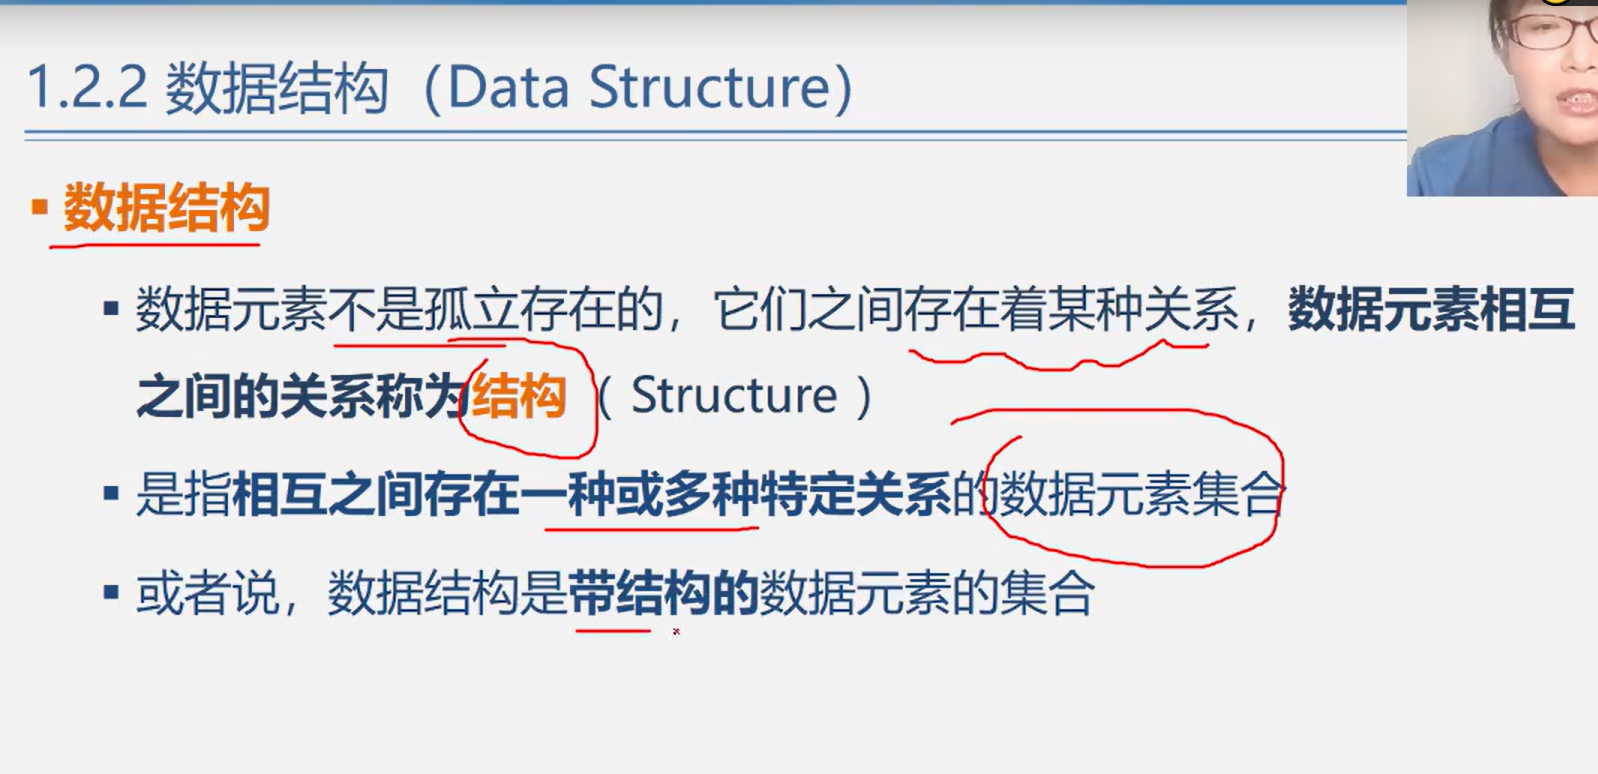 1.2.2 数据结构（Data Structure）
▪ 数据结构
▪ 数据元素不是孤立存在的，它们之间存在着某种关系，数据元素相互
之间的关系称为结构（ Structure ）
▪ 是指相互之间存在一种或多种特定关系的数据元素集合
▪ 或者说，数据结构是带结构的数据元素的集合